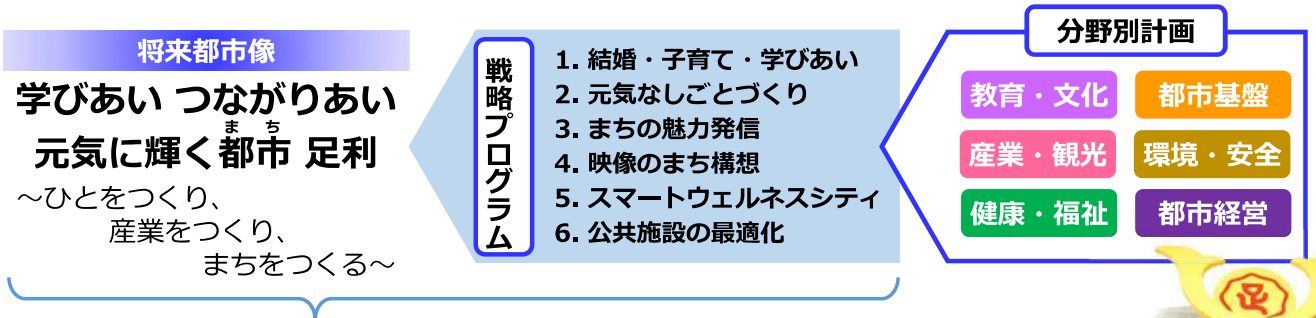 将来都市像
学びあい つながりあい
元気に輝く都市 足利
まち
～ひとをつくり、
産業をつくり、
まちをつくる～
戦略プログラム
1. 結婚・子育て・学びあい
2. 元気なしごとづくり
3. まちの魅力発信
4. 映像のまち構想
5. スマートウェルネスシティ
6. 公共施設の最適化
分野別計画
教育・文化
都市基盤
産業・観光
環境・安全
健康・福祉
都市経営
足